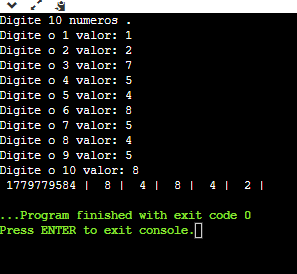 Digite 10 numeros .
Digite o 1 valor: 1
Digite o 2 valor: 2
Digite o 3 valor: 7
Digite o 4 valor: 5
Digite o 5 valor: 4
Digite o 6 valor: 8
Digite o 7 valor: 5
Digite o 8 valor: 4
Digite o 9 valor: 5
Digite o 10 valor: 8
1779779584 | 8 | 4 | 8 | 4 | 2 |
...Program finished with exit code 0
Press ENTER to exit console.